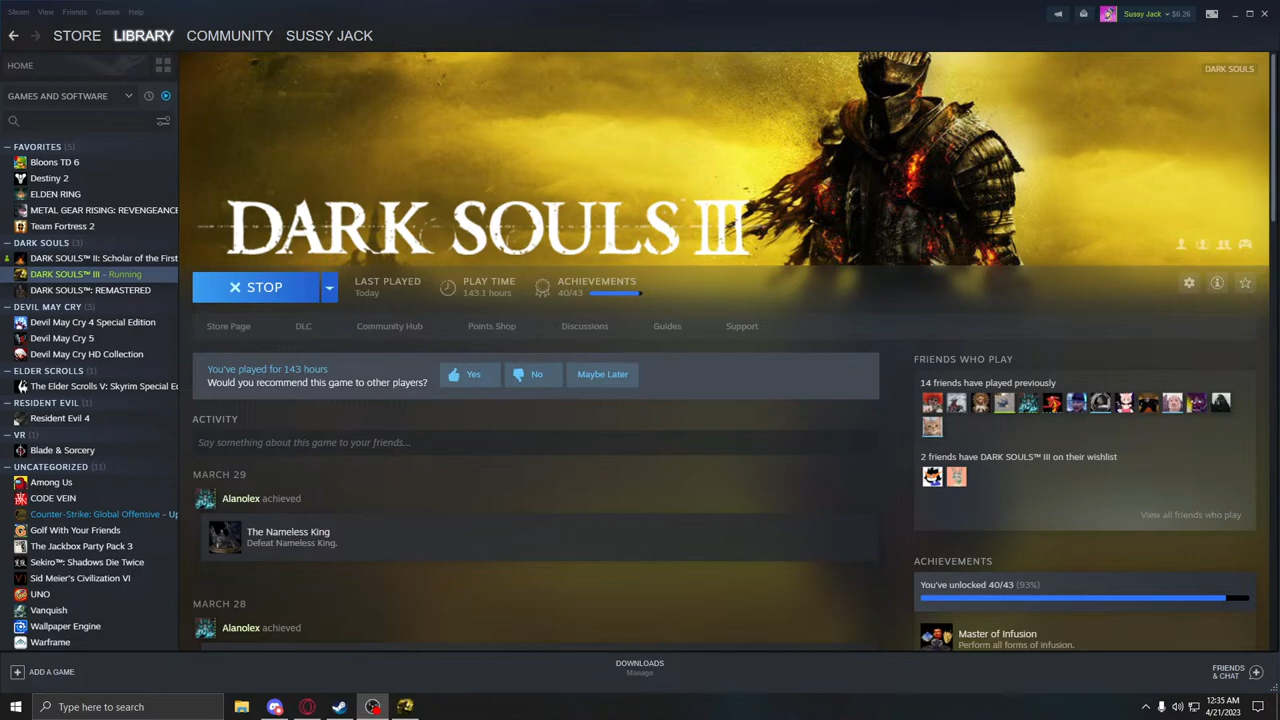 Steam View Friends Games Help
Sussy Jack $0.26
STORE LIBRARY COMMUNITY SUSSY JACK
HOME
DARK SOULS
GAMES AND SOFTWARE
FAVORITES (5)
Bloons TD 6
Destiny 2
ELDEN RING
METAL GEAR RISING: REVENGEANCE
Team Fortress 2
DARK SOULS (3)
DARK SOULS™ II: Scholar of the First
DARK SOULS™ III - Running
DARK SOULS™: REMASTERED
DEVIL MAY CRY (3)
Devil May Cry 4 Special Edition
Devil May Cry 5
Devil May Cry HD Collection
ELDER SCROLLS (1)
The Elder Scrolls V: Skyrim Special Ed
RESIDENT EVIL (1)
Resident Evil 4
VR (1)
Blade & Sorcery
UNCATEGORIZED (11)
Among Us
CODE VEIN
Counter-Strike: Global Offensive - Up
Golf With Your Friends
The Jackbox Party Pack 3
Sekiro™: Shadows Die Twice
Sid Meier's Civilization VI
UNO
Vanquish
Wallpaper Engine
Warframe
DARK SOULS III
STOP
LAST PLAYED
Today
PLAY TIME
143.1 hours
ACHIEVEMENTS
40/43
Store Page DLC Community Hub Points Shop Discussions Guides Support
You've played for 143 hours
Would you recommend this game to other players?
Yes No Maybe Later
ACTIVITY
Say something about this game to your friends...
MARCH 29
Alanolex achieved
The Nameless King
Defeat Nameless King.
MARCH 28
Alanolex achieved
FRIENDS WHO PLAY
14 friends have played previously
2 friends have DARK SOULS™ III on their wishlist
View all friends who play
ACHIEVEMENTS
You've unlocked 40/43 (93%)
Master of Infusion
Perform all forms of infusion.
ADD A GAME
DOWNLOADS
Manage
FRIENDS
& CHAT
Type here to search
12:35 AM
4/21/2023